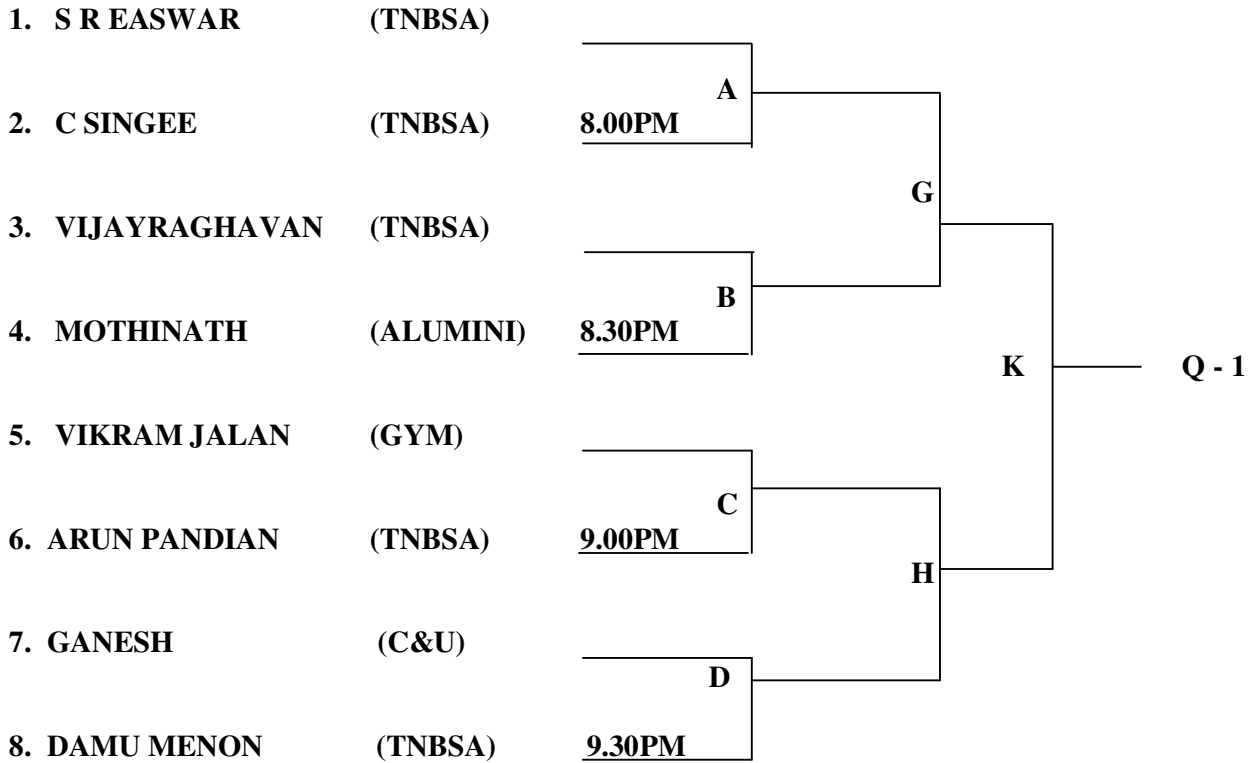 1. S R EASWAR (TNBSA)
A
2. C SINGEE (TNBSA) 8.00PM
G
3. VIJAYRAGHAVAN (TNBSA)
B
4. MOTHINATH (ALUMINI) 8.30PM
K Q - 1
5. VIKRAM JALAN (GYM)
C
6. ARUN PANDIAN (TNBSA) 9.00PM
H
7. GANESH (C&U)
D
8. DAMU MENON (TNBSA) 9.30PM